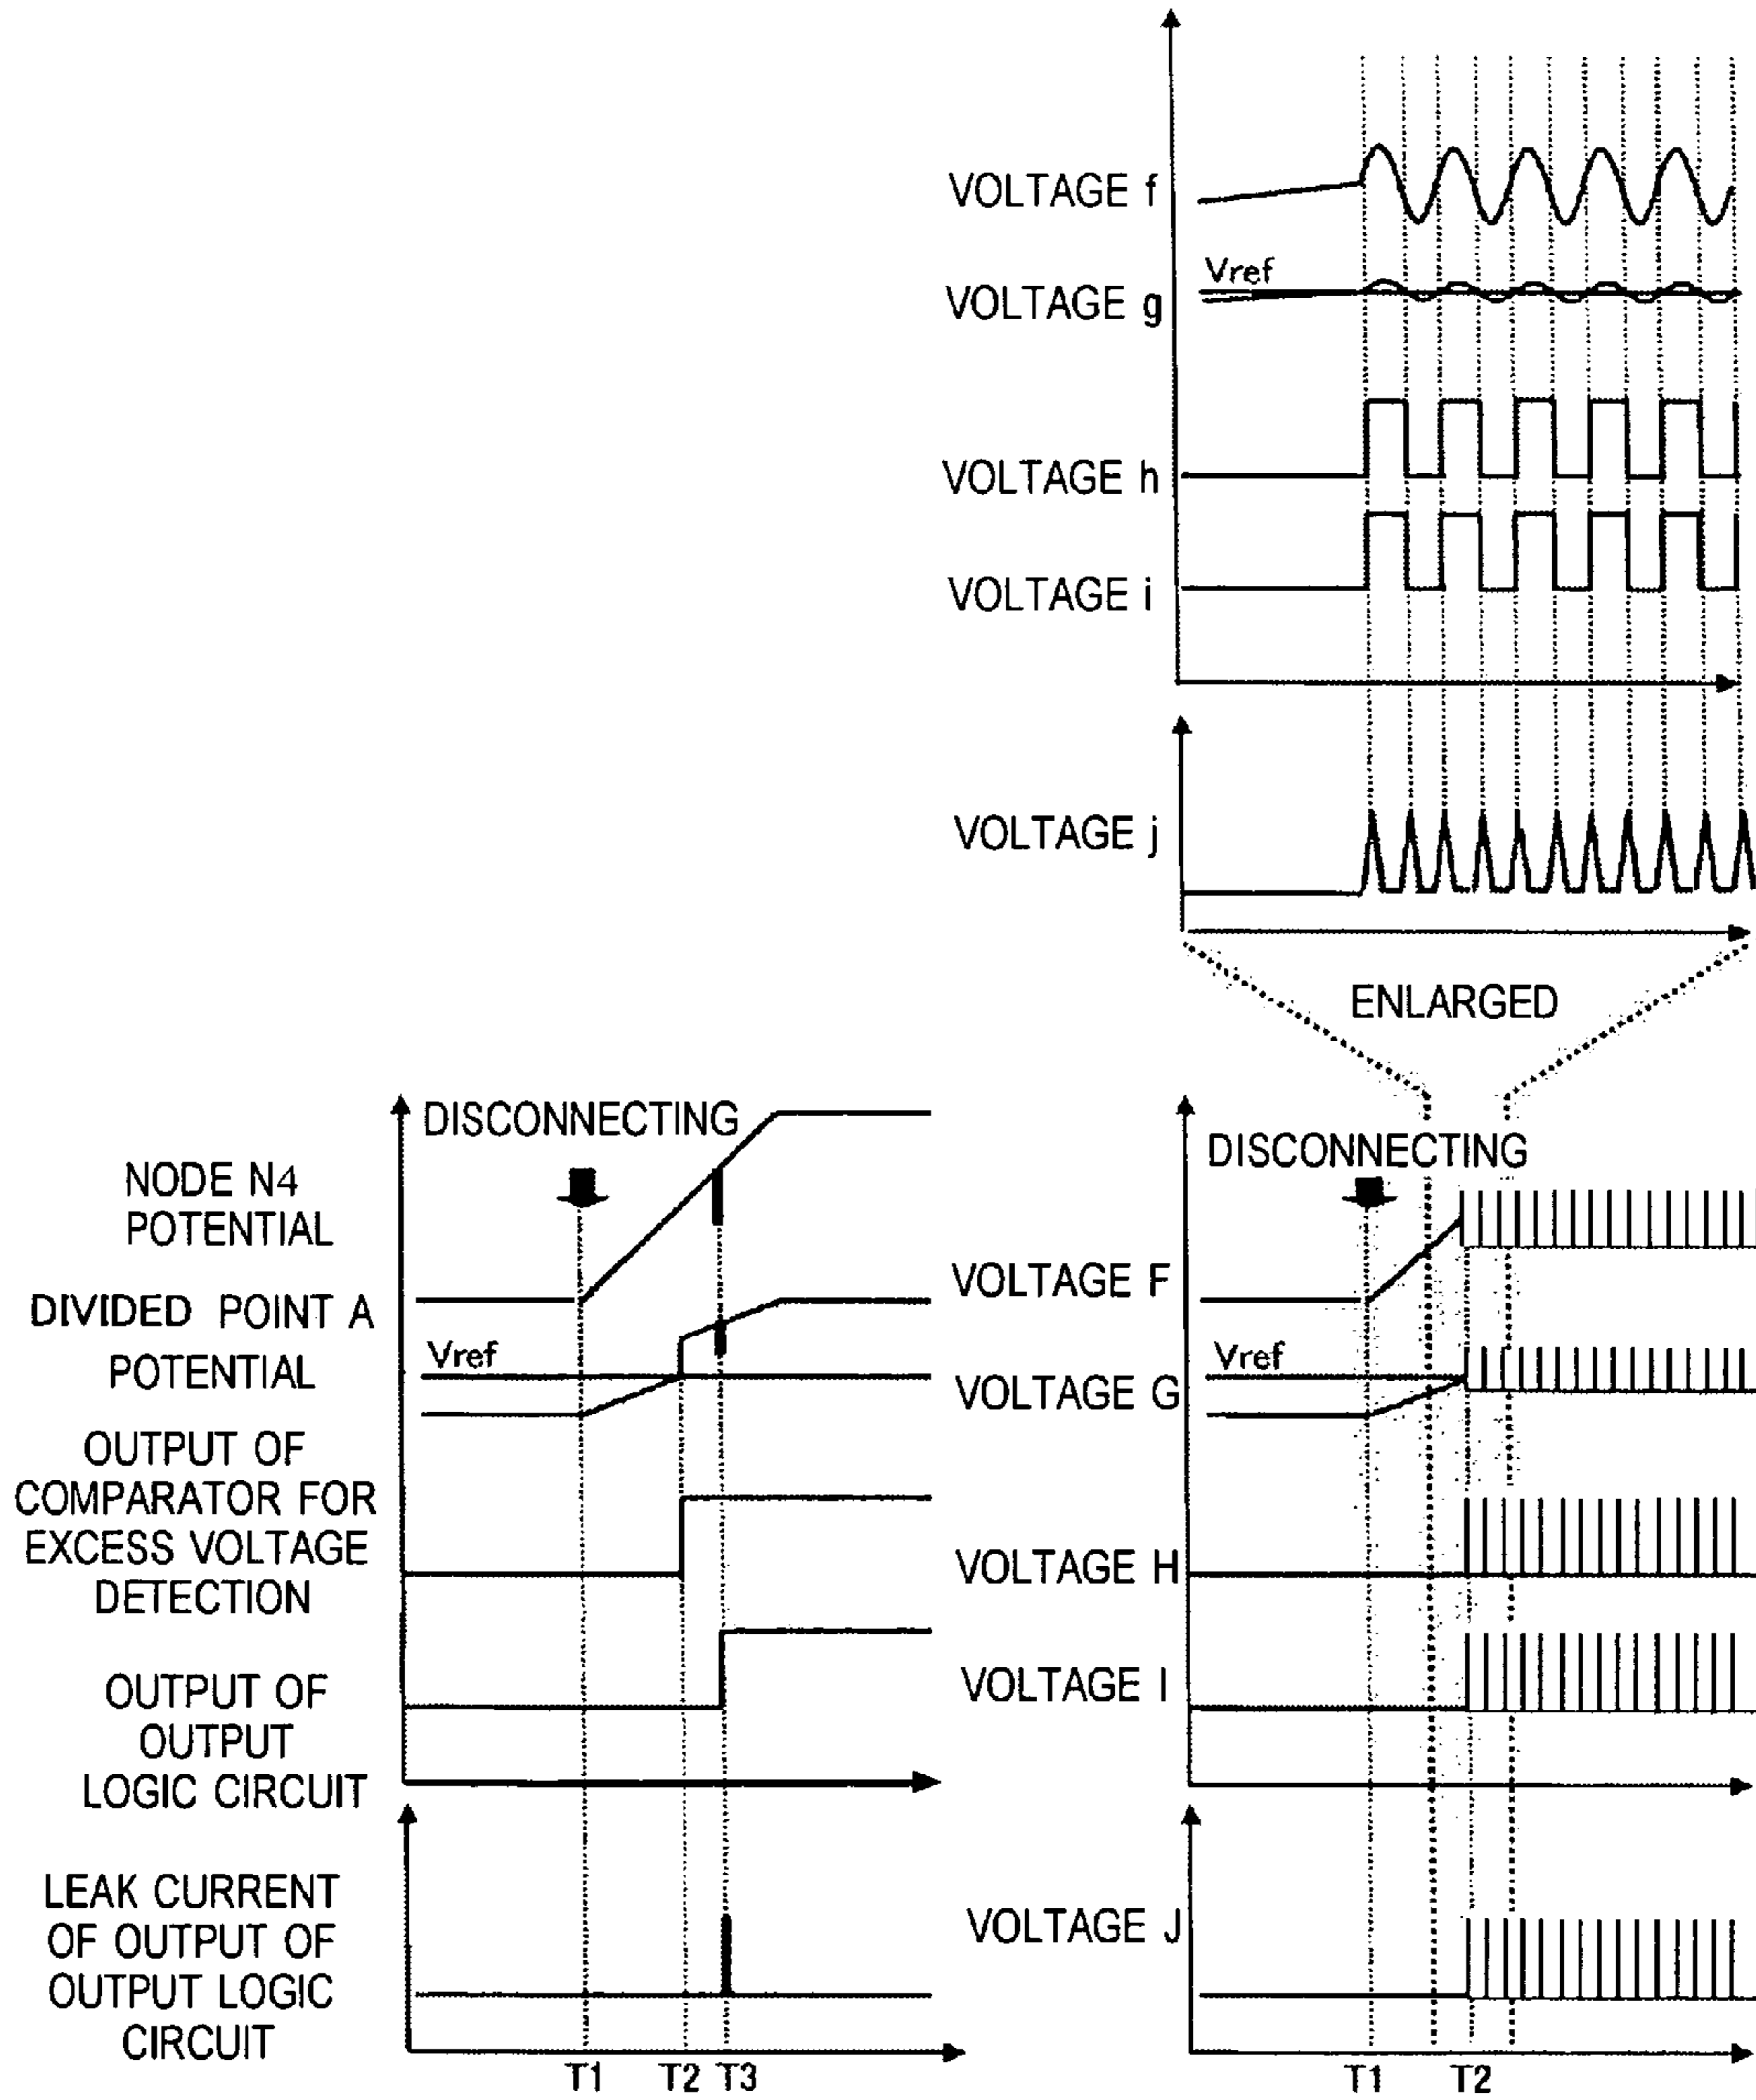 VOLTAGE f
Vref
VOLTAGE g
VOLTAGE h
VOLTAGE i
VOLTAGE j
ENLARGED
DISCONNECTING
NODE N4
POTENTIAL
DIVIDED POINT A
POTENTIAL
Vref
OUTPUT OF
COMPARATOR FOR
EXCESS VOLTAGE
DETECTION
OUTPUT OF
OUTPUT
LOGIC CIRCUIT
LEAK CURRENT
OF OUTPUT OF
OUTPUT LOGIC
CIRCUIT
T1 T2 T3
DISCONNECTING
VOLTAGE F
Vref
VOLTAGE G
VOLTAGE H
VOLTAGE I
VOLTAGE J
T1 T2